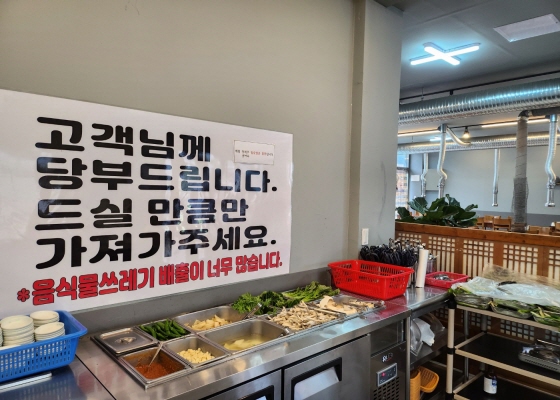 고객님께
당부드립니다.
드실 만큼만
가져가주세요.
*음식물쓰레기 배출이 너무 많습니다.